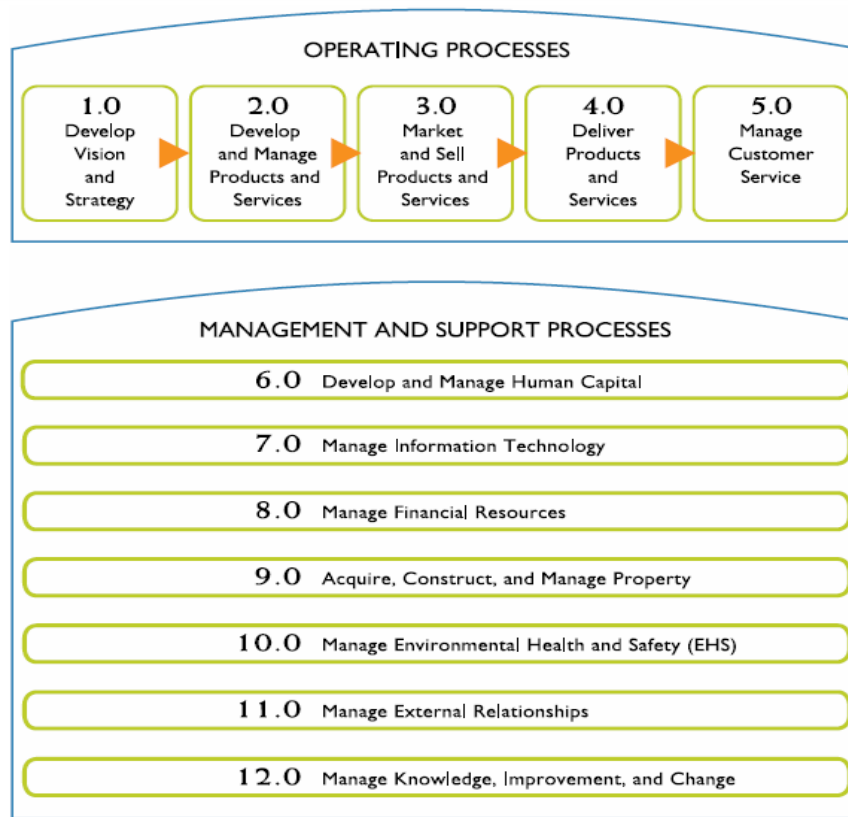 OPERATING PROCESSES
1.0
Develop
Vision
and
Strategy
2.0
Develop
and Manage
Products and
Services
3.0
Market
and Sell
Products and
Services
4.0
Deliver
Products
and
Services
5.0
Manage
Customer
Service
MANAGEMENT AND SUPPORT PROCESSES
6.0 Develop and Manage Human Capital
7.0 Manage Information Technology
8.0 Manage Financial Resources
9.0 Acquire, Construct, and Manage Property
10.0 Manage Environmental Health and Safety (EHS)
11.0 Manage External Relationships
12.0 Manage Knowledge, Improvement, and Change